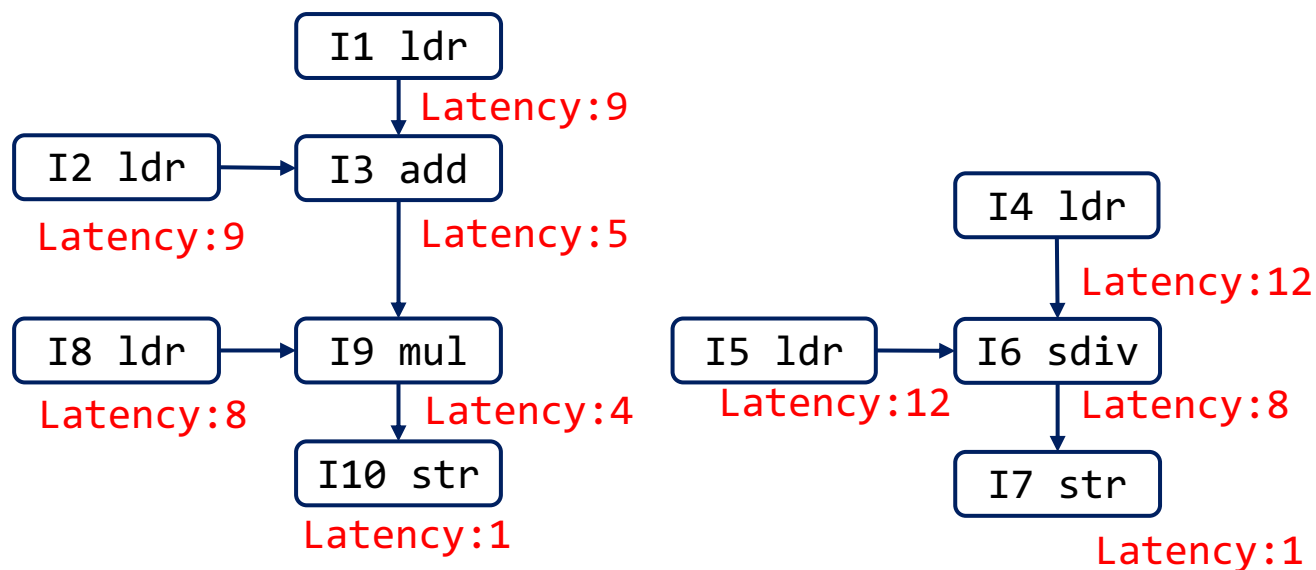 I1 ldr
Latency:9
I2 ldr
I3 add
Latency:9
Latency:5
I8 ldr
I9 mul
Latency:8
Latency:4
I10 str
Latency:1
I4 ldr
Latency:12
I5 ldr
I6 sdiv
Latency:12
Latency:8
I7 str
Latency:1